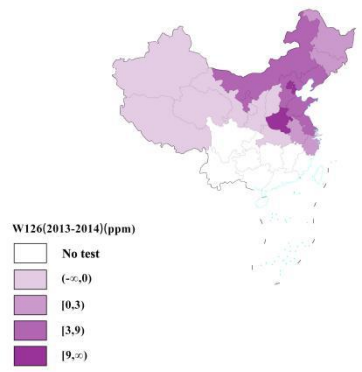 W126(2013-2014)(ppm)
No test
(-∞,0)
[0,3)
[3,9)
[9,∞)